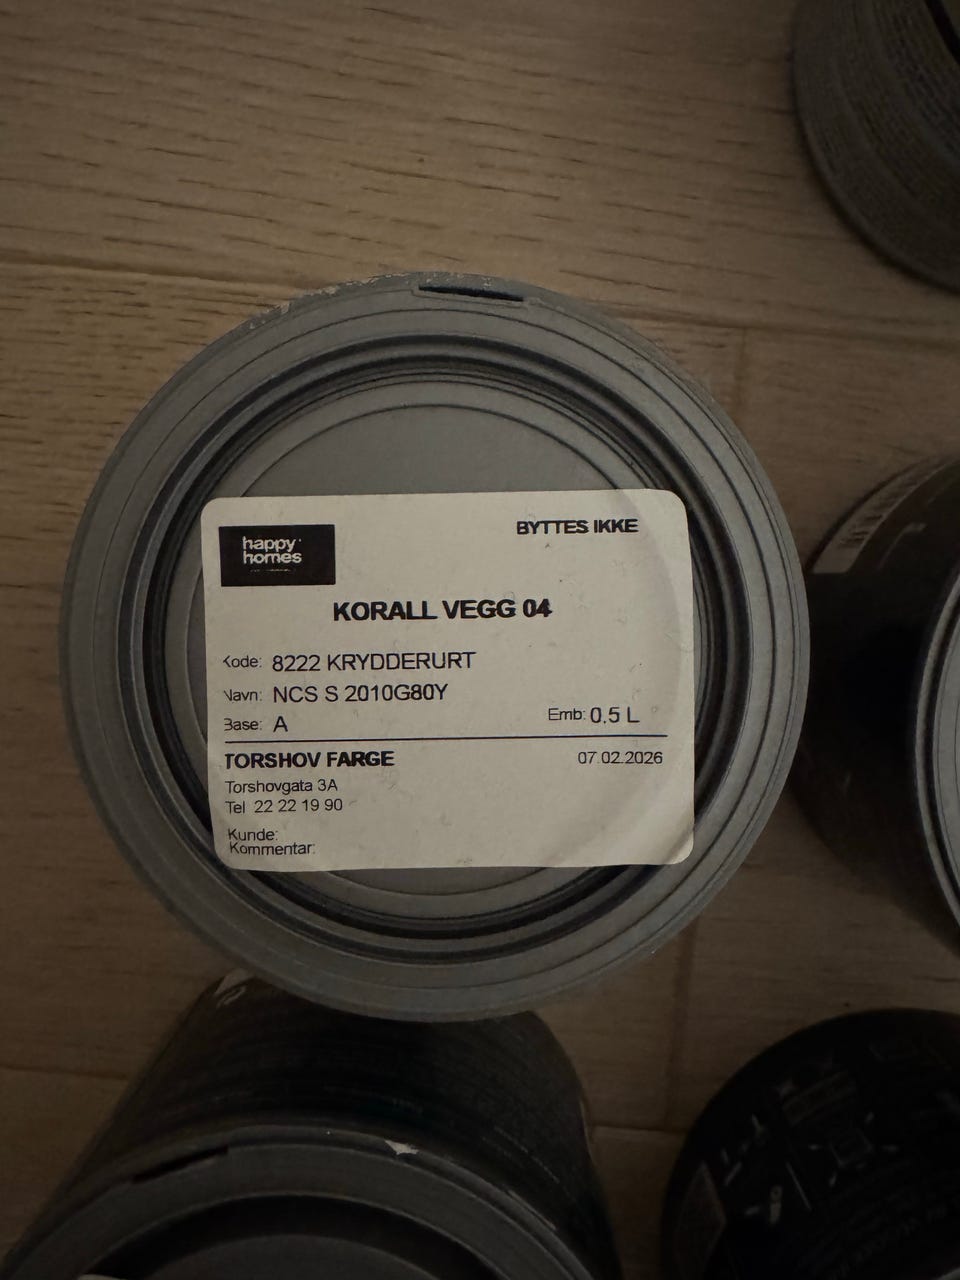 happy
homes
BYTTES IKKE
KORALL VEGG 04
Kode: 8222 KRYDDERURT
Navn: NCS S 2010G80Y
Base: A
Emb: 0.5 L
TORSHOV FARGE
07.02.2026
Torshovgata 3A
Tel 22 22 19 90
Kunde:
Kommentar: